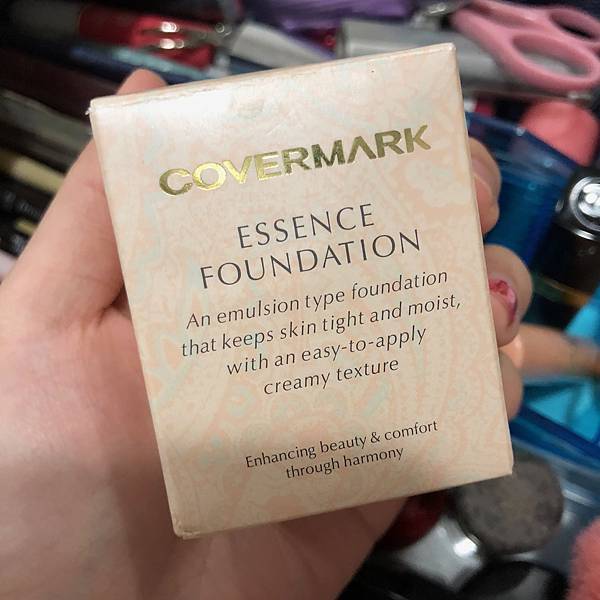 COVERMARK
ESSENCE
FOUNDATION
An emulsion type foundation
that keeps skin tight and moist,
with an easy-to-apply
creamy texture
Enhancing beauty & comfort
through harmony